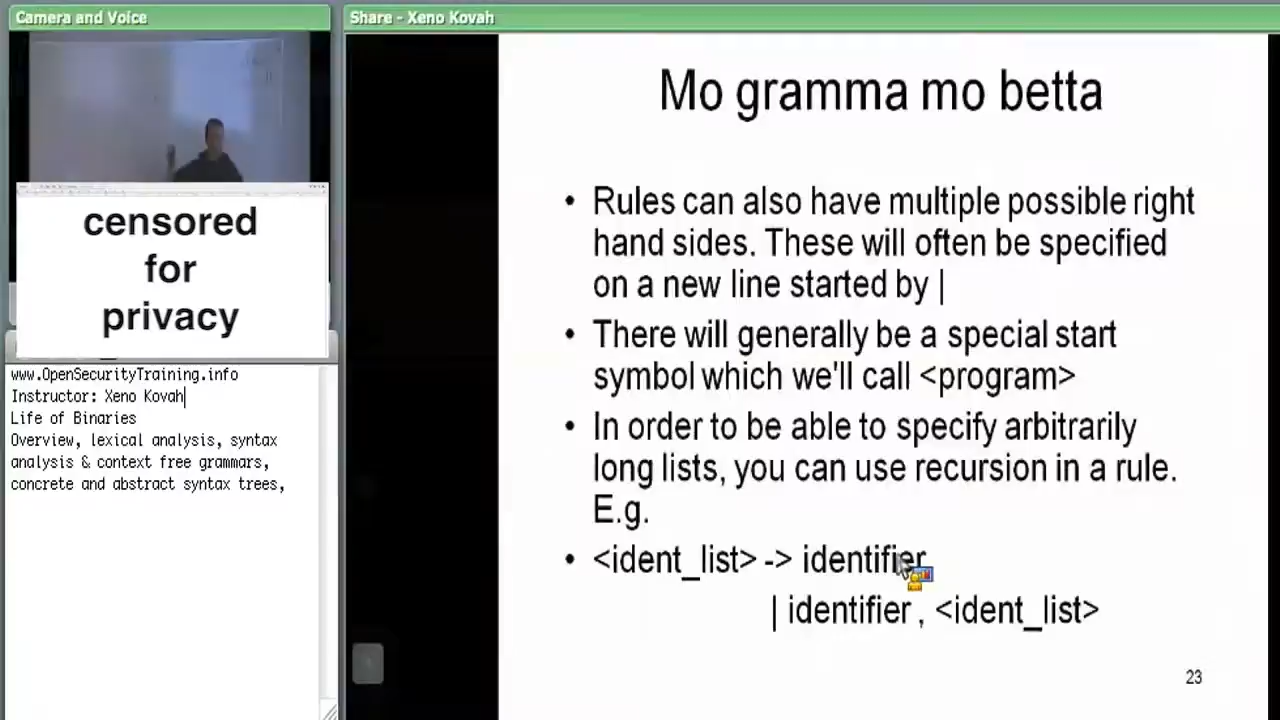 Camera and Voice
censored
for
privacy
www.OpenSecurityTraining.info
Instructor: Xeno Kovah
Life of Binaries
Overview, lexical analysis, syntax
analysis & context free grammars,
concrete and abstract syntax trees,
Share - Xeno Kovah
Mo gramma mo betta
• Rules can also have multiple possible right
hand sides. These will often be specified
on a new line started by |
• There will generally be a special start
symbol which we'll call <program>
• In order to be able to specify arbitrarily
long lists, you can use recursion in a rule.
E.g.
• <ident_list> -> identifier
| identifier , <ident_list>
23